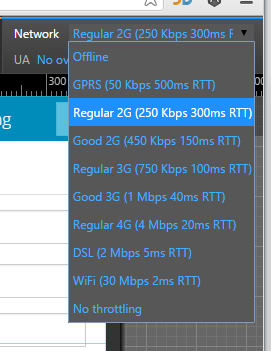 Network Regular 2G (250 Kbps 300ms R
UA No ov
300
Offline
GPRS (50 Kbps 500ms RTT)
Regular 2G (250 Kbps 300ms RTT)
Good 2G (450 Kbps 150ms RTT)
Regular 3G (750 Kbps 100ms RTT)
Good 3G (1 Mbps 40ms RTT)
Regular 4G (4 Mbps 20ms RTT)
DSL (2 Mbps 5ms RTT)
WiFi (30 Mbps 2ms RTT)
No throttling